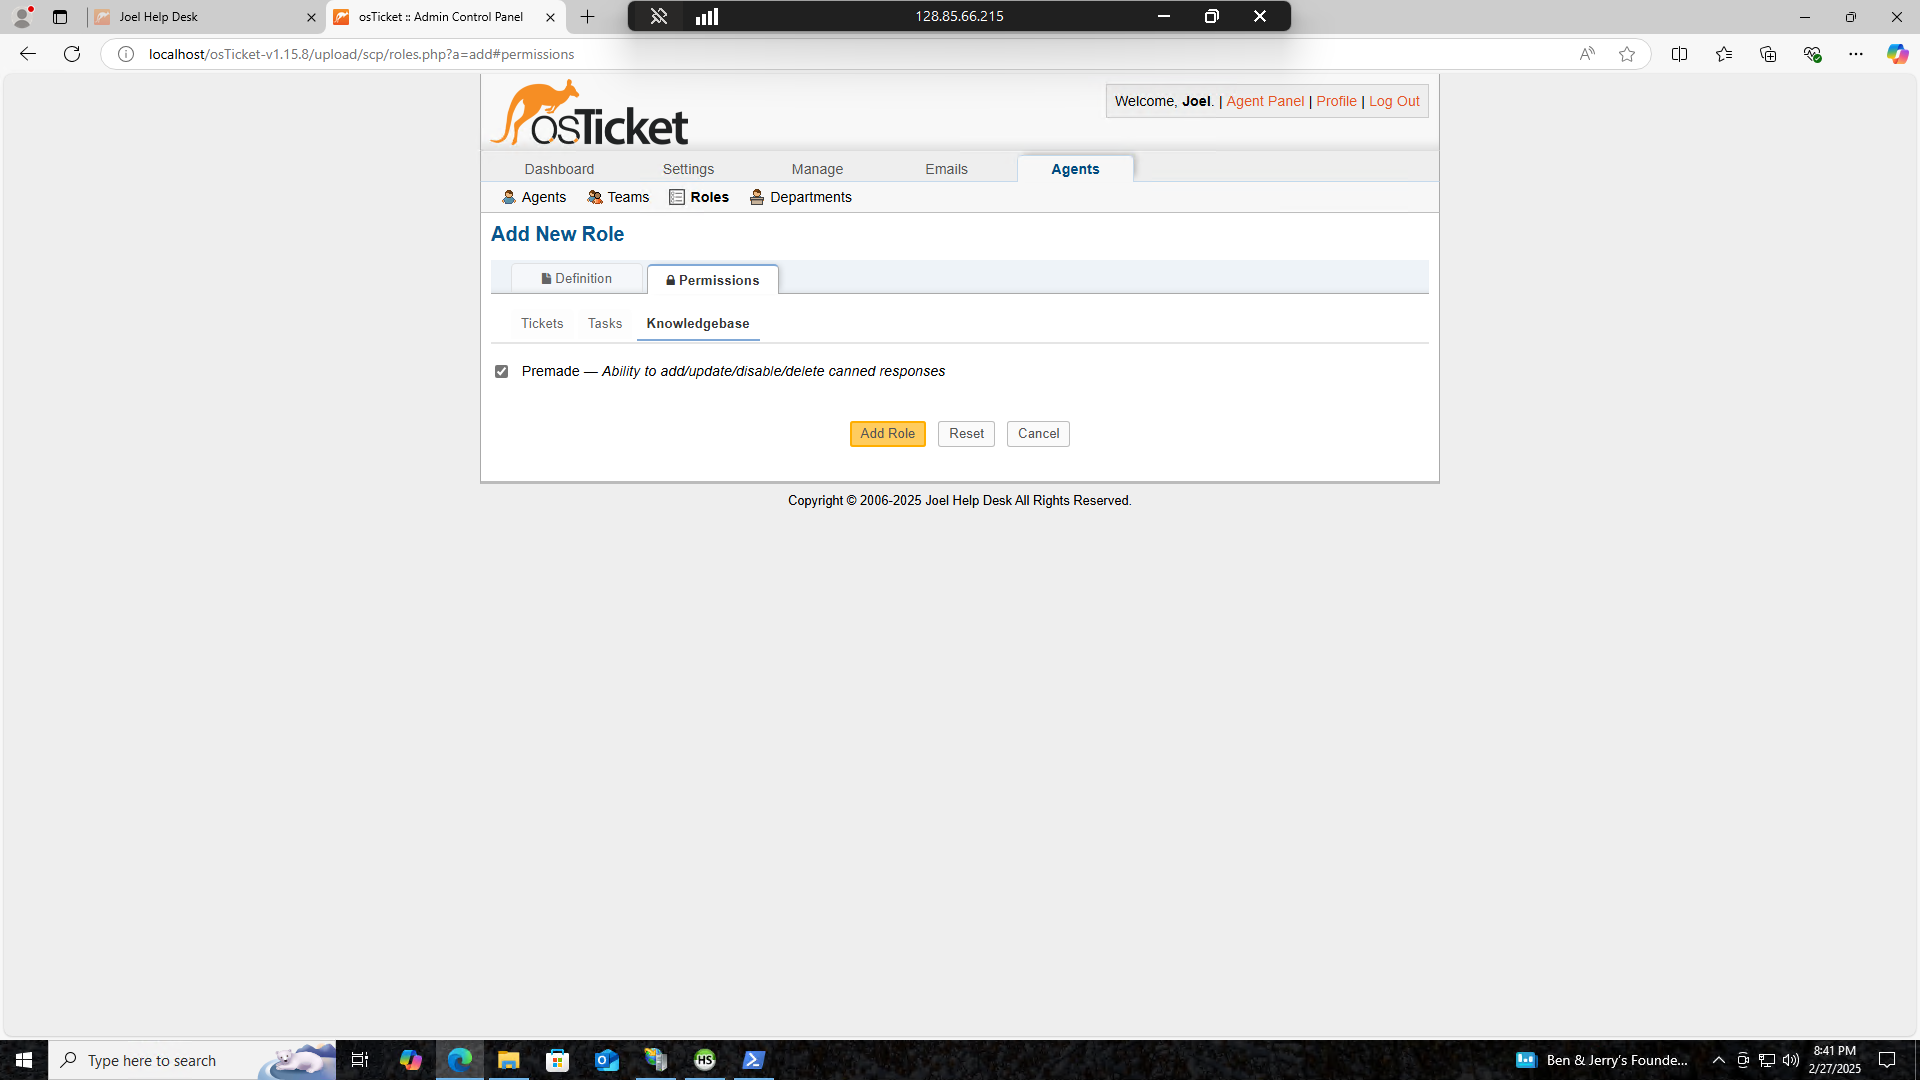 Joel Help Desk
osTicket :: Admin Control Panel
128.85.66.215
localhost/osTicket-v1.15.8/upload/scp/roles.php?a=add#permissions
osTicket
Welcome, Joel. | Agent Panel | Profile | Log Out
Dashboard Settings Manage Emails Agents
Agents Teams Roles Departments
Add New Role
Definition Permissions
Tickets Tasks Knowledgebase
Premade — Ability to add/update/disable/delete canned responses
Add Role Reset Cancel
Copyright © 2006-2025 Joel Help Desk All Rights Reserved.
Type here to search
HS
Ben & Jerry's Founde...
8:41 PM
2/27/2025